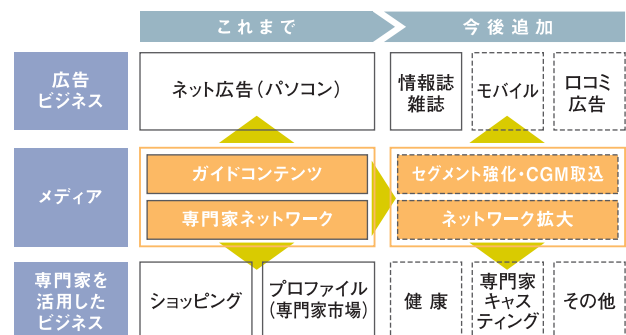 これまで
今後追加
広告
ビジネス
ネット広告(パソコン)
情報誌
雑誌
モバイル
口コミ
広告
メディア
ガイドコンテンツ
専門家ネットワーク
セグメント強化・CGM取込
ネットワーク拡大
専門家を
活用した
ビジネス
ショッピング
プロファイル
(専門家市場)
健康
専門家
キャス
ティング
その他